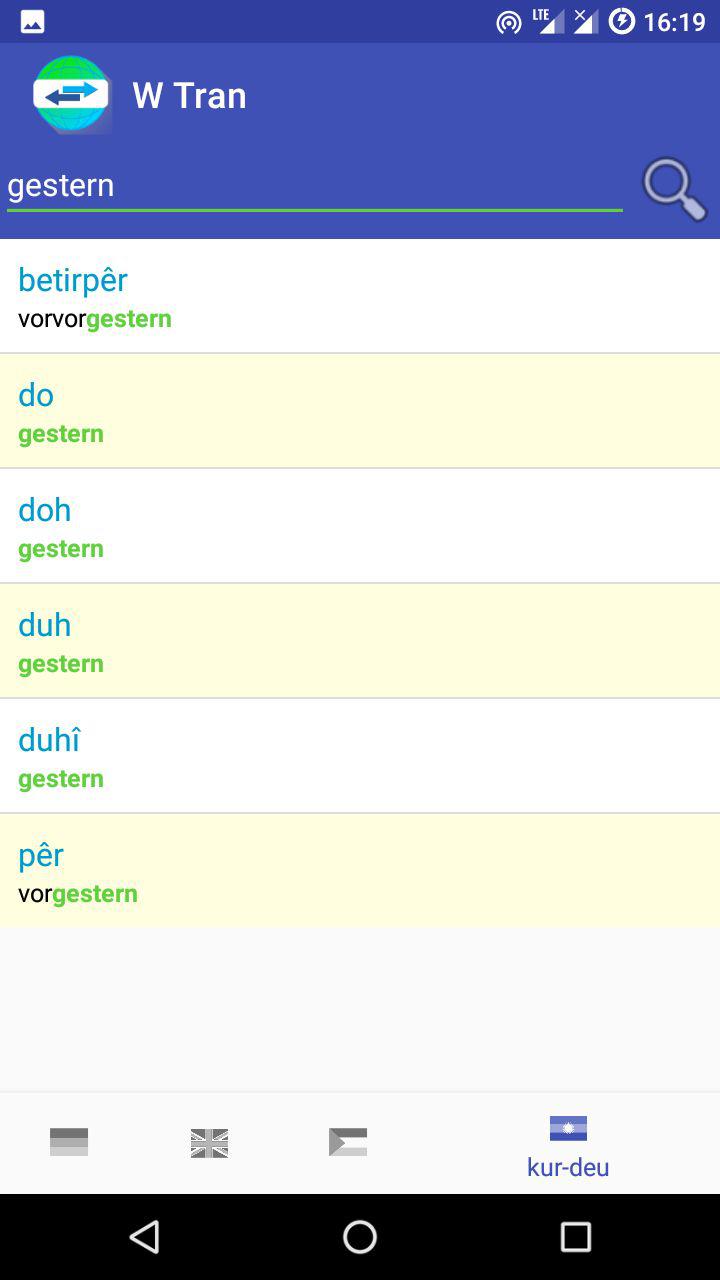 LTE 16:19
W Tran
gestern
betirpêr
vorvorgestern
do
gestern
doh
gestern
duh
gestern
duhî
gestern
pêr
vorgestern
kur-deu